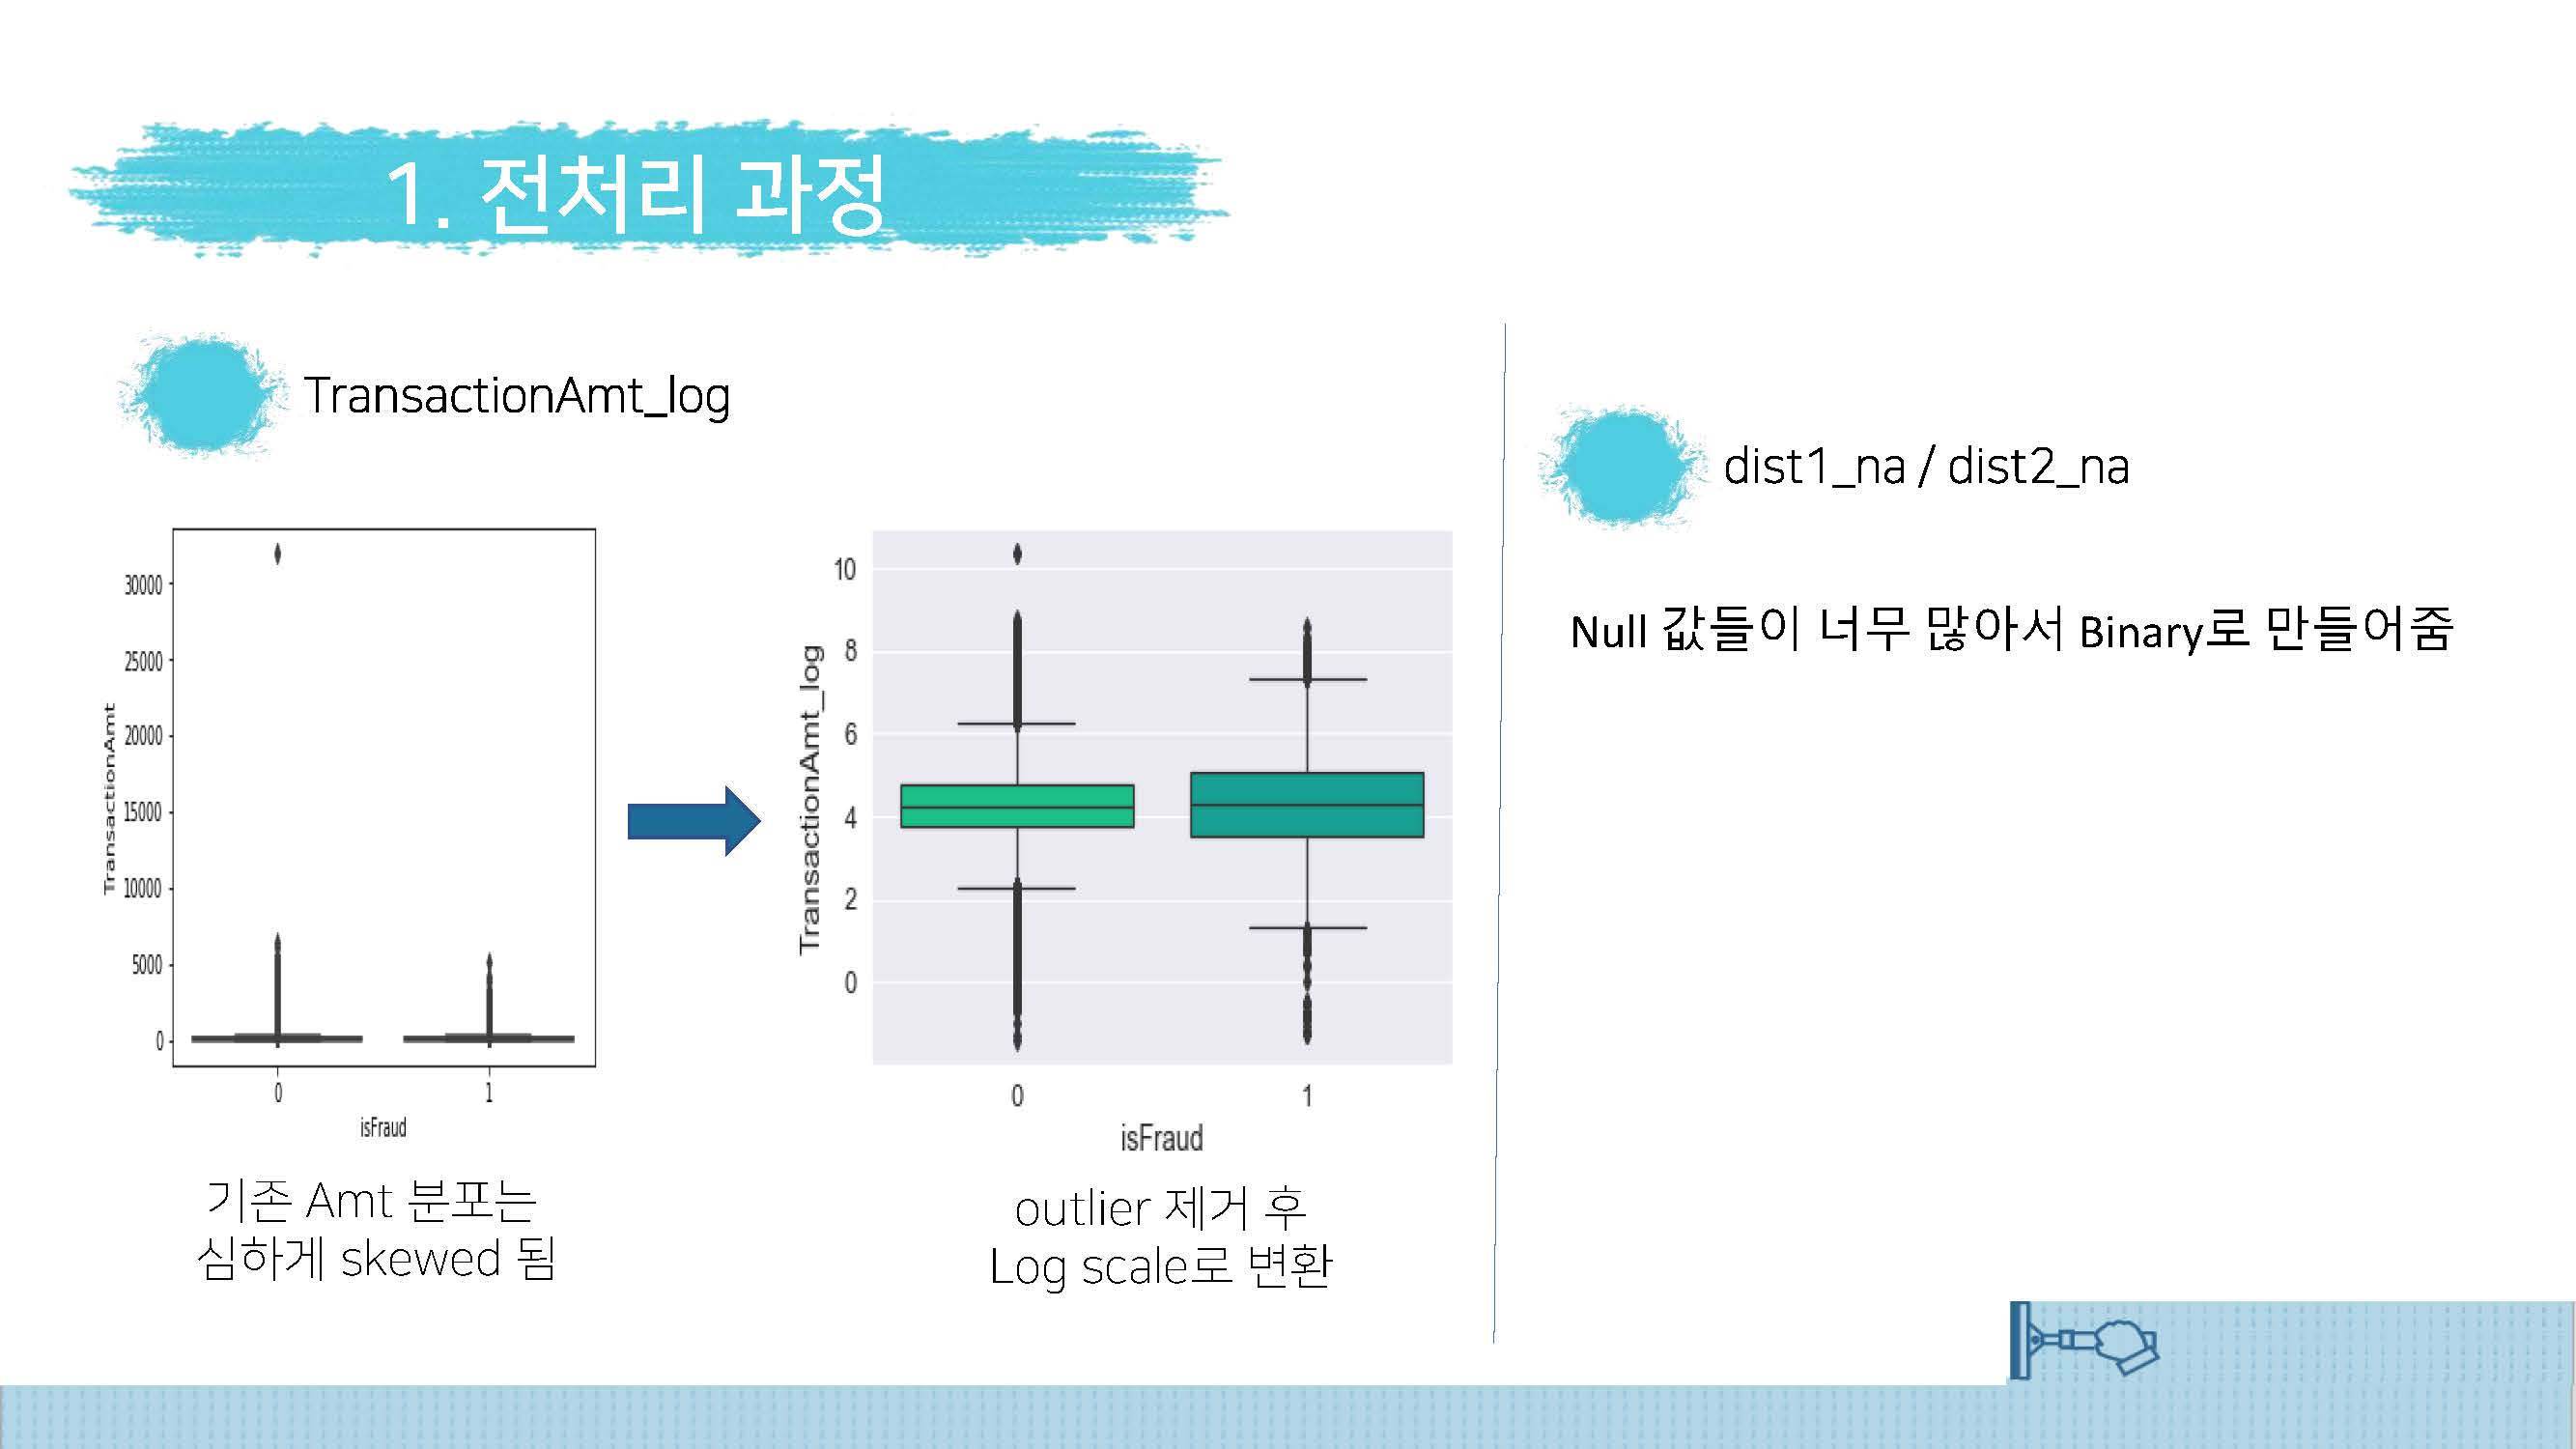 1. 전처리 과정
TransactionAmt_log
30000
25000
20000
15000
10000
5000
0
TransactionAmt
0 1
isFraud
기존 Amt 분포는
심하게 skewed 됨
10
8
6
4
2
0
TransactionAmt_log
0 1
isFraud
outlier 제거 후
Log scale로 변환
dist1_na / dist2_na
Null 값들이 너무 많아서 Binary로 만들어줌